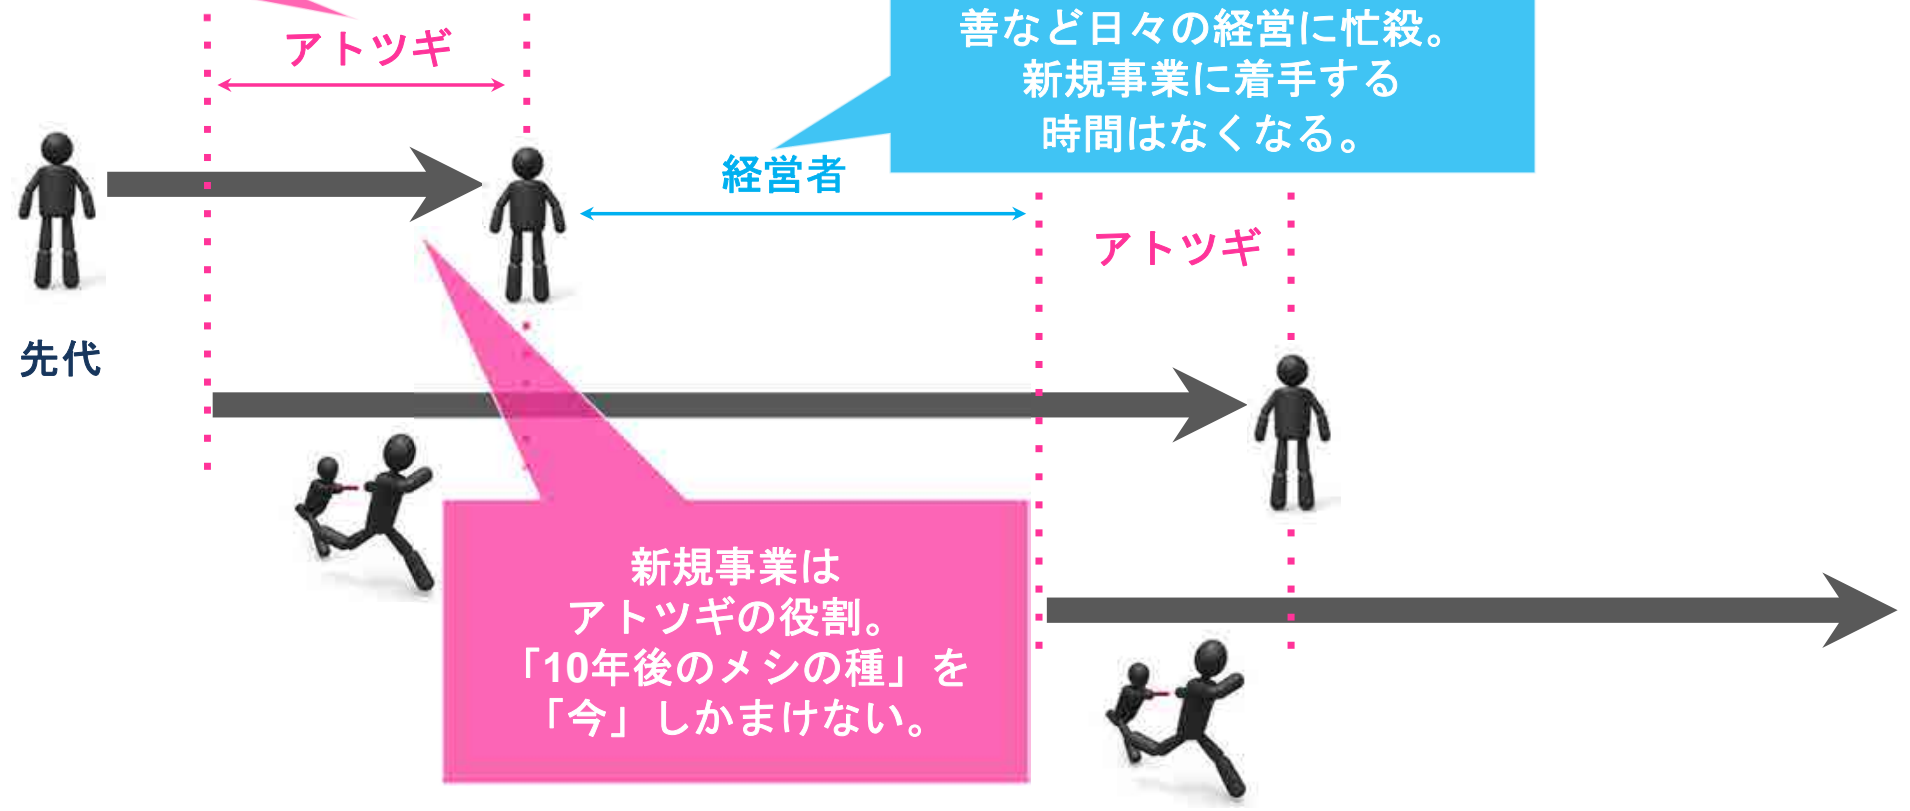 善など日々の経営に忙殺。
新規事業に着手する
時間はなくなる。
アトツギ
経営者
アトツギ
先代
新規事業は
アトツギの役割。
「10年後のメシの種」を
「今」しかまけない。